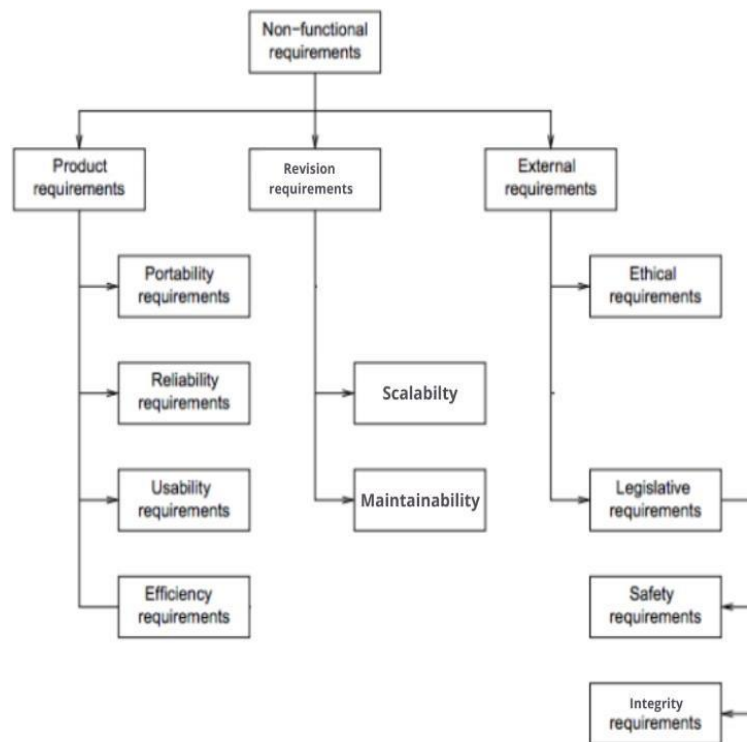 Non-functional
requirements
Product
requirements
Revision
requirements
External
requirements
Portability
requirements
Ethical
requirements
Reliability
requirements
Scalabilty
Usability
requirements
Maintainability
Legislative
requirements
Efficiency
requirements
Safety
requirements
Integrity
requirements